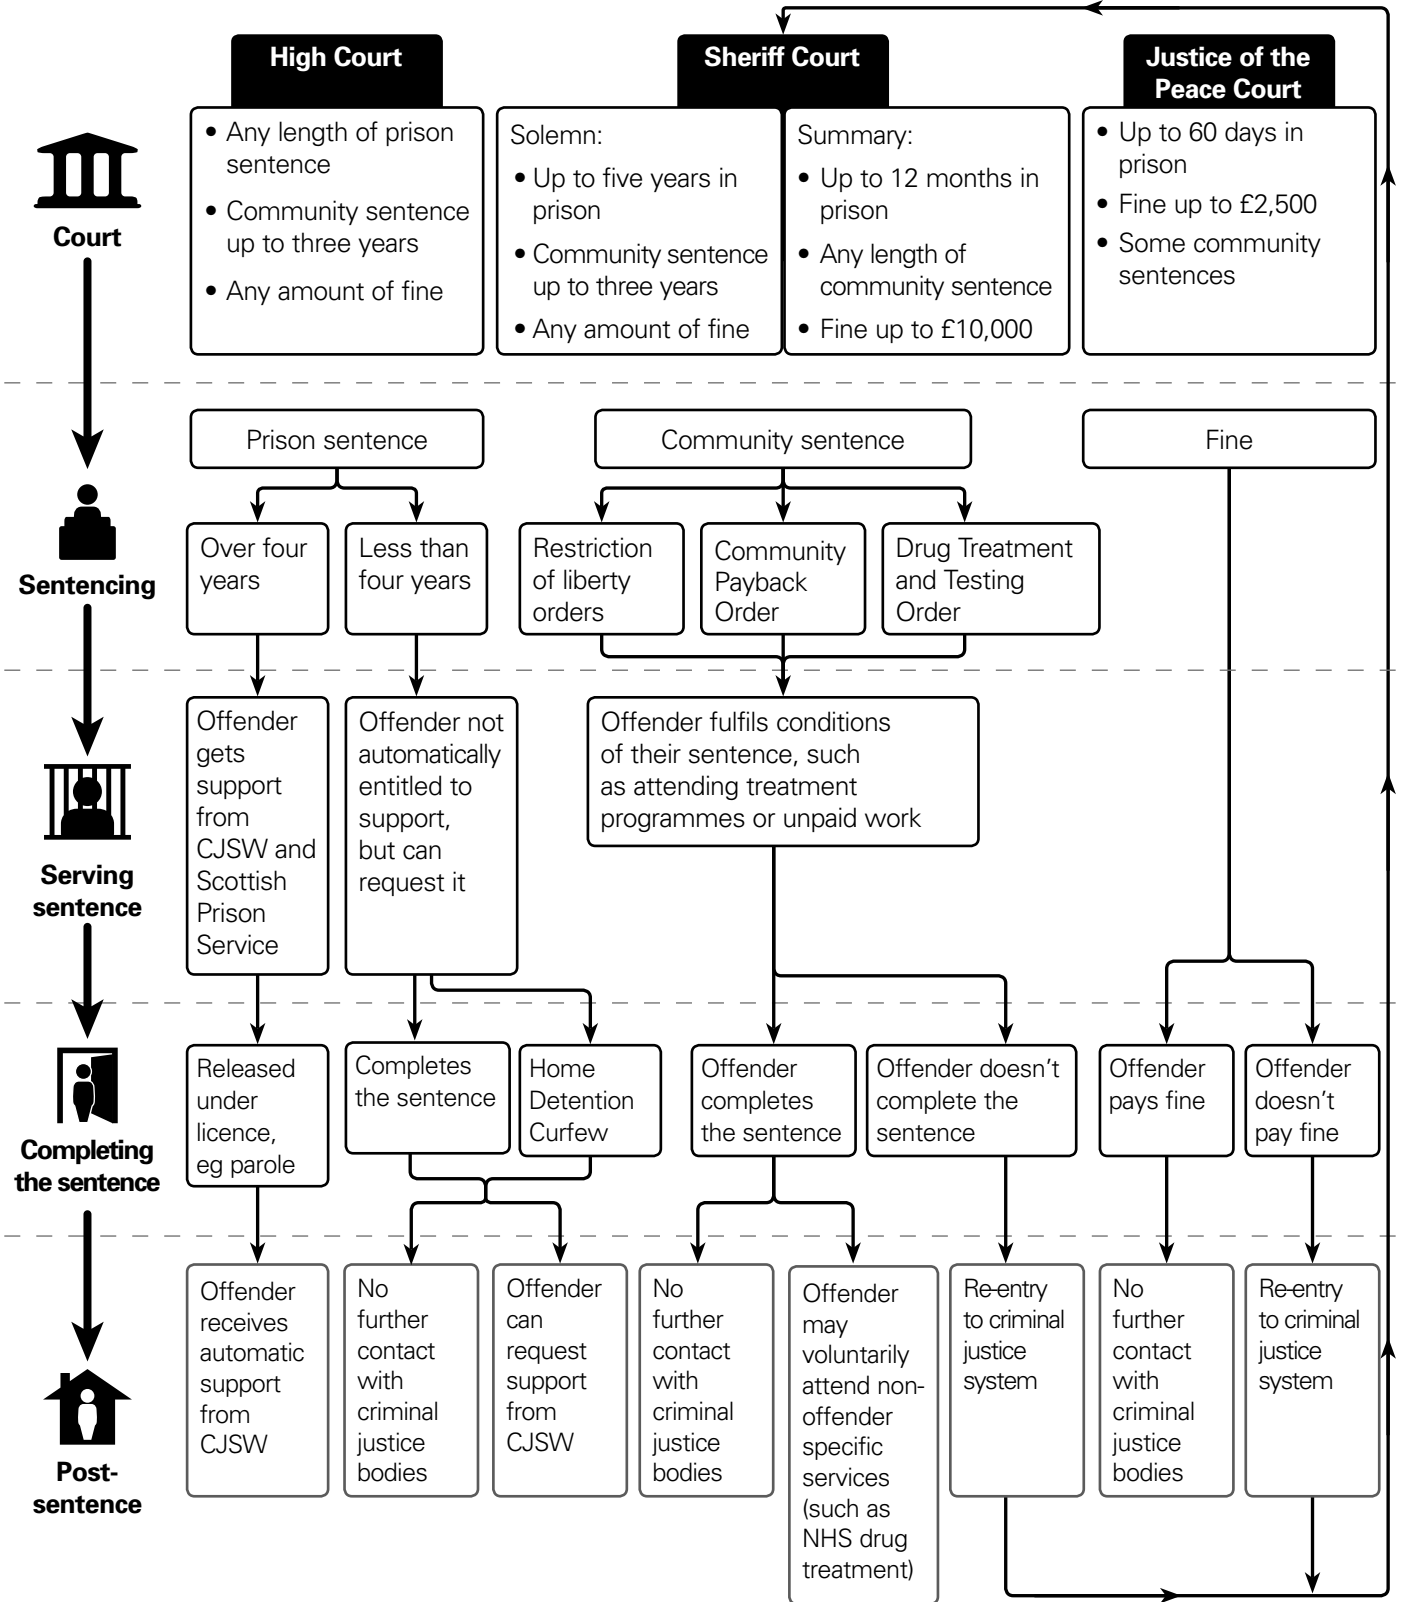 High Court
Sheriff Court
Justice of the
Peace Court
Court
• Any length of prison
sentence
• Community sentence
up to three years
• Any amount of fine
Solemn:
• Up to five years in
prison
• Community sentence
up to three years
• Any amount of fine
Summary:
• Up to 12 months in
prison
• Any length of
community sentence
• Fine up to £10,000
• Up to 60 days in
prison
• Fine up to £2,500
• Some community
sentences
Sentencing
Prison sentence
Community sentence
Fine
Over four
years
Less than
four years
Restriction
of liberty
orders
Community
Payback
Order
Drug Treatment
and Testing
Order
Serving
sentence
Offender
gets
support
from
CJSW and
Scottish
Prison
Service
Offender not
automatically
entitled to
support,
but can
request it
Offender fulfils conditions
of their sentence, such
as attending treatment
programmes or unpaid work
Completing
the sentence
Released
under
licence,
eg parole
Completes
the sentence
Home
Detention
Curfew
Offender
completes
the sentence
Offender doesn't
complete the
sentence
Offender
pays fine
Offender
doesn't
pay fine
Post-
sentence
Offender
receives
automatic
support
from
CJSW
No
further
contact
with
criminal
justice
bodies
Offender
can
request
support
from
CJSW
No
further
contact
with
criminal
justice
bodies
Offender
may
voluntarily
attend non-
offender
specific
services
(such as
NHS drug
treatment)
Re-entry
to criminal
justice
system
No
further
contact
with
criminal
justice
bodies
Re-entry
to criminal
justice
system